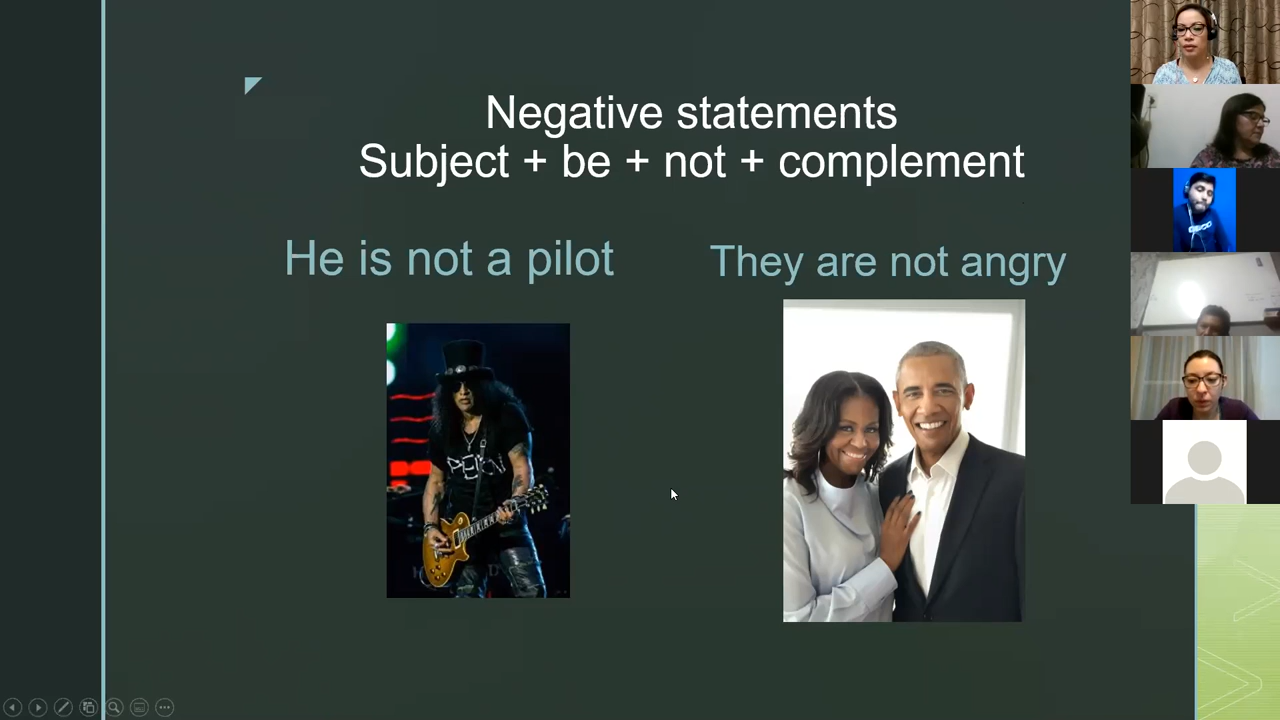 Negative statements
Subject + be + not + complement
He is not a pilot
They are not angry